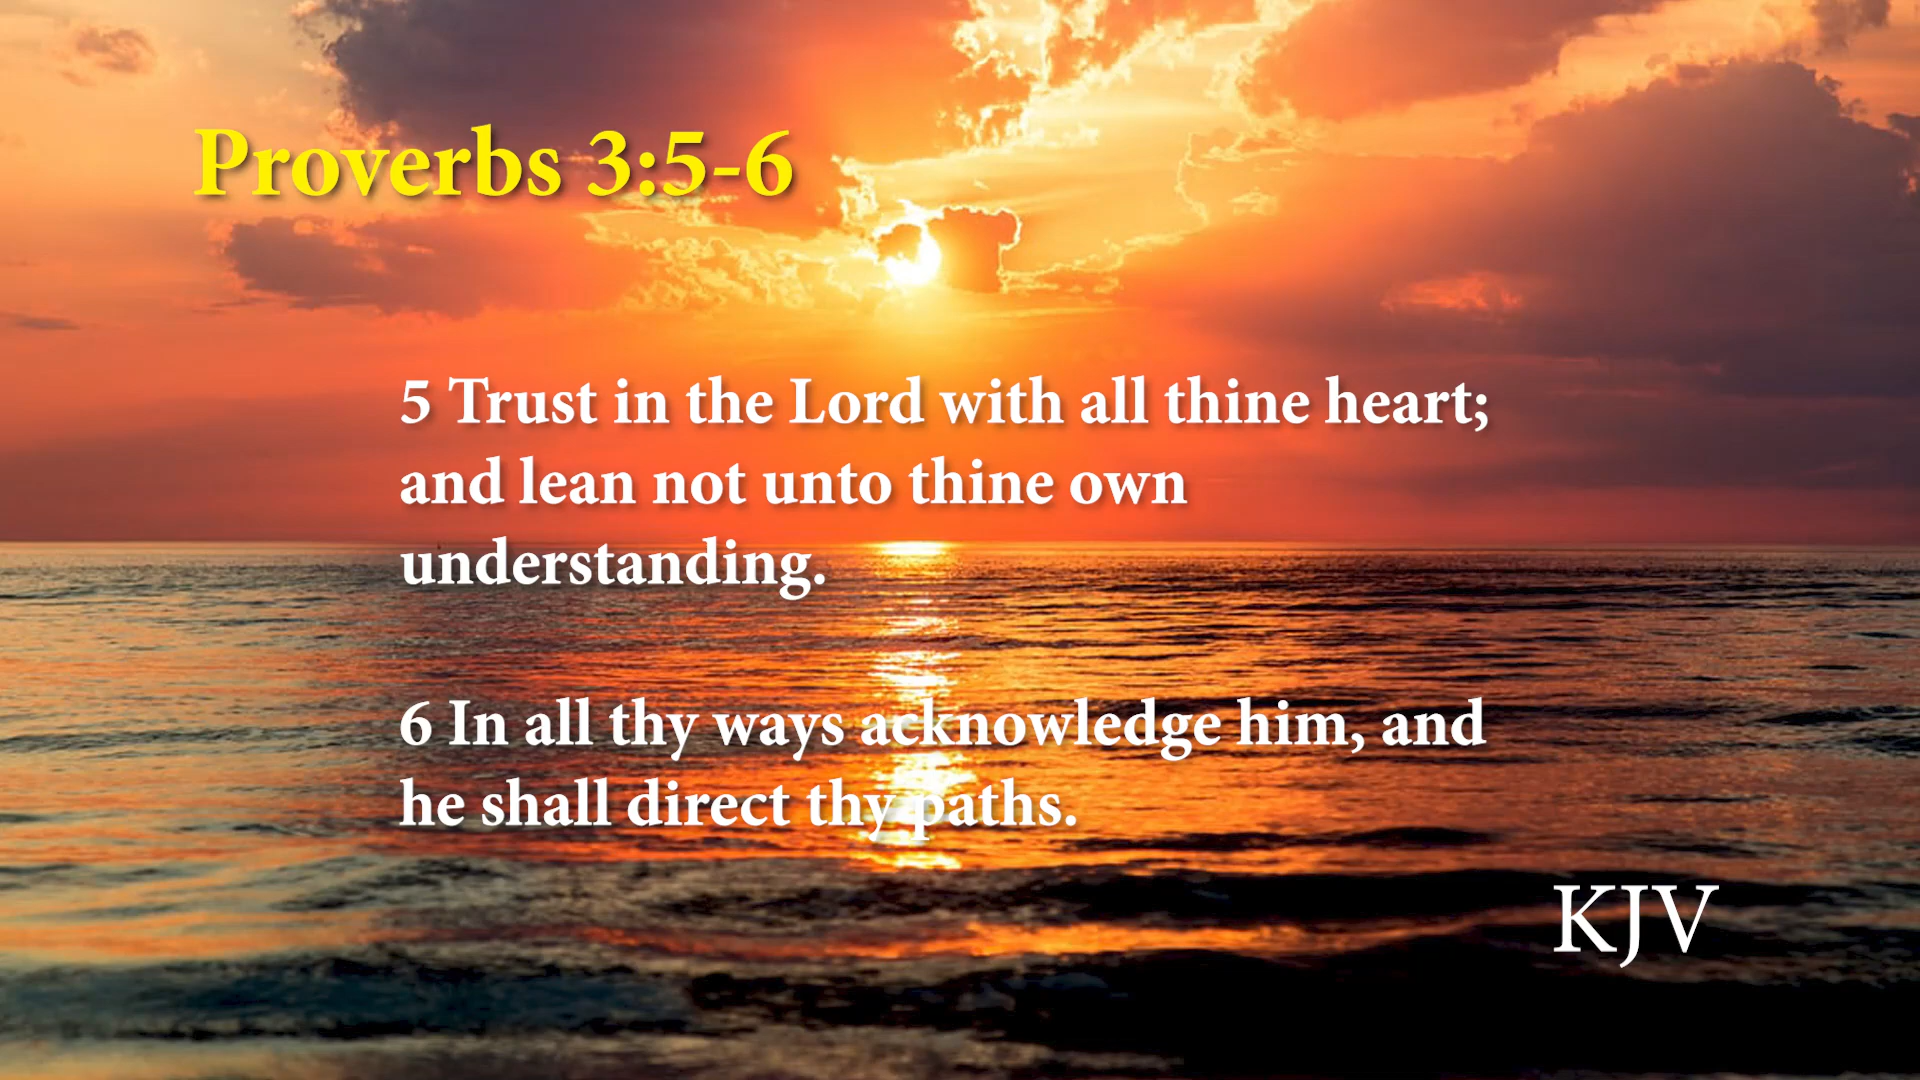 Proverbs 3:5-6
5 Trust in the Lord with all thine heart;
and lean not unto thine own
understanding.
6 In all thy ways acknowledge him, and
he shall direct thy paths.
KJV